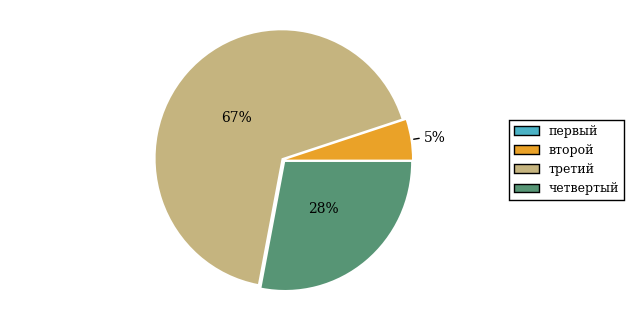 67%
5%
28%
первый
второй
третий
четвертый